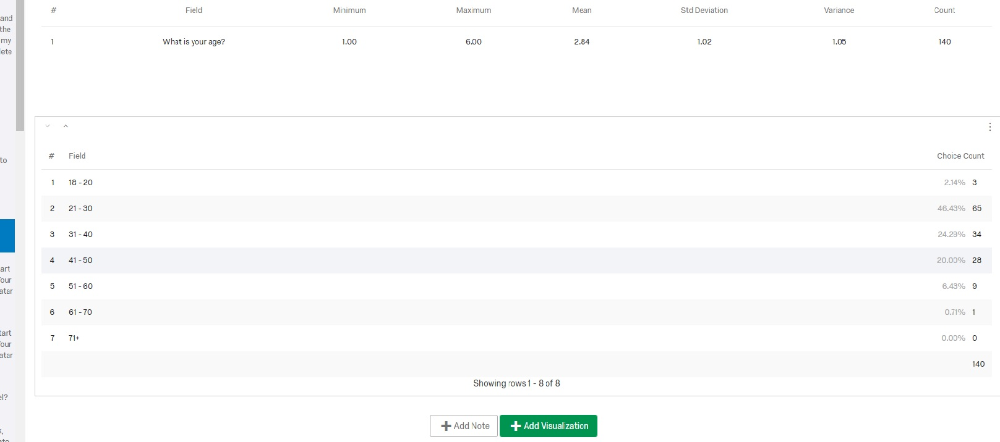 # Field Minimum Maximum Mean Std Deviation Variance Count
1 What is your age? 1.00 6.00 2.84 1.02 1.05 140
and
the
my
lete
to
# Field Choice Count
1 18 - 20 2.14% 3
2 21 - 30 46.43% 65
3 31 - 40 24.29% 34
4 41 - 50 20.00% 28
5 51 - 60 6.43% 9
6 61 - 70 0.71% 1
7 71+ 0.00% 0
140
Showing rows 1 - 8 of 8
art
our
atar
tart
our
atar
el?
Add Note Add Visualization